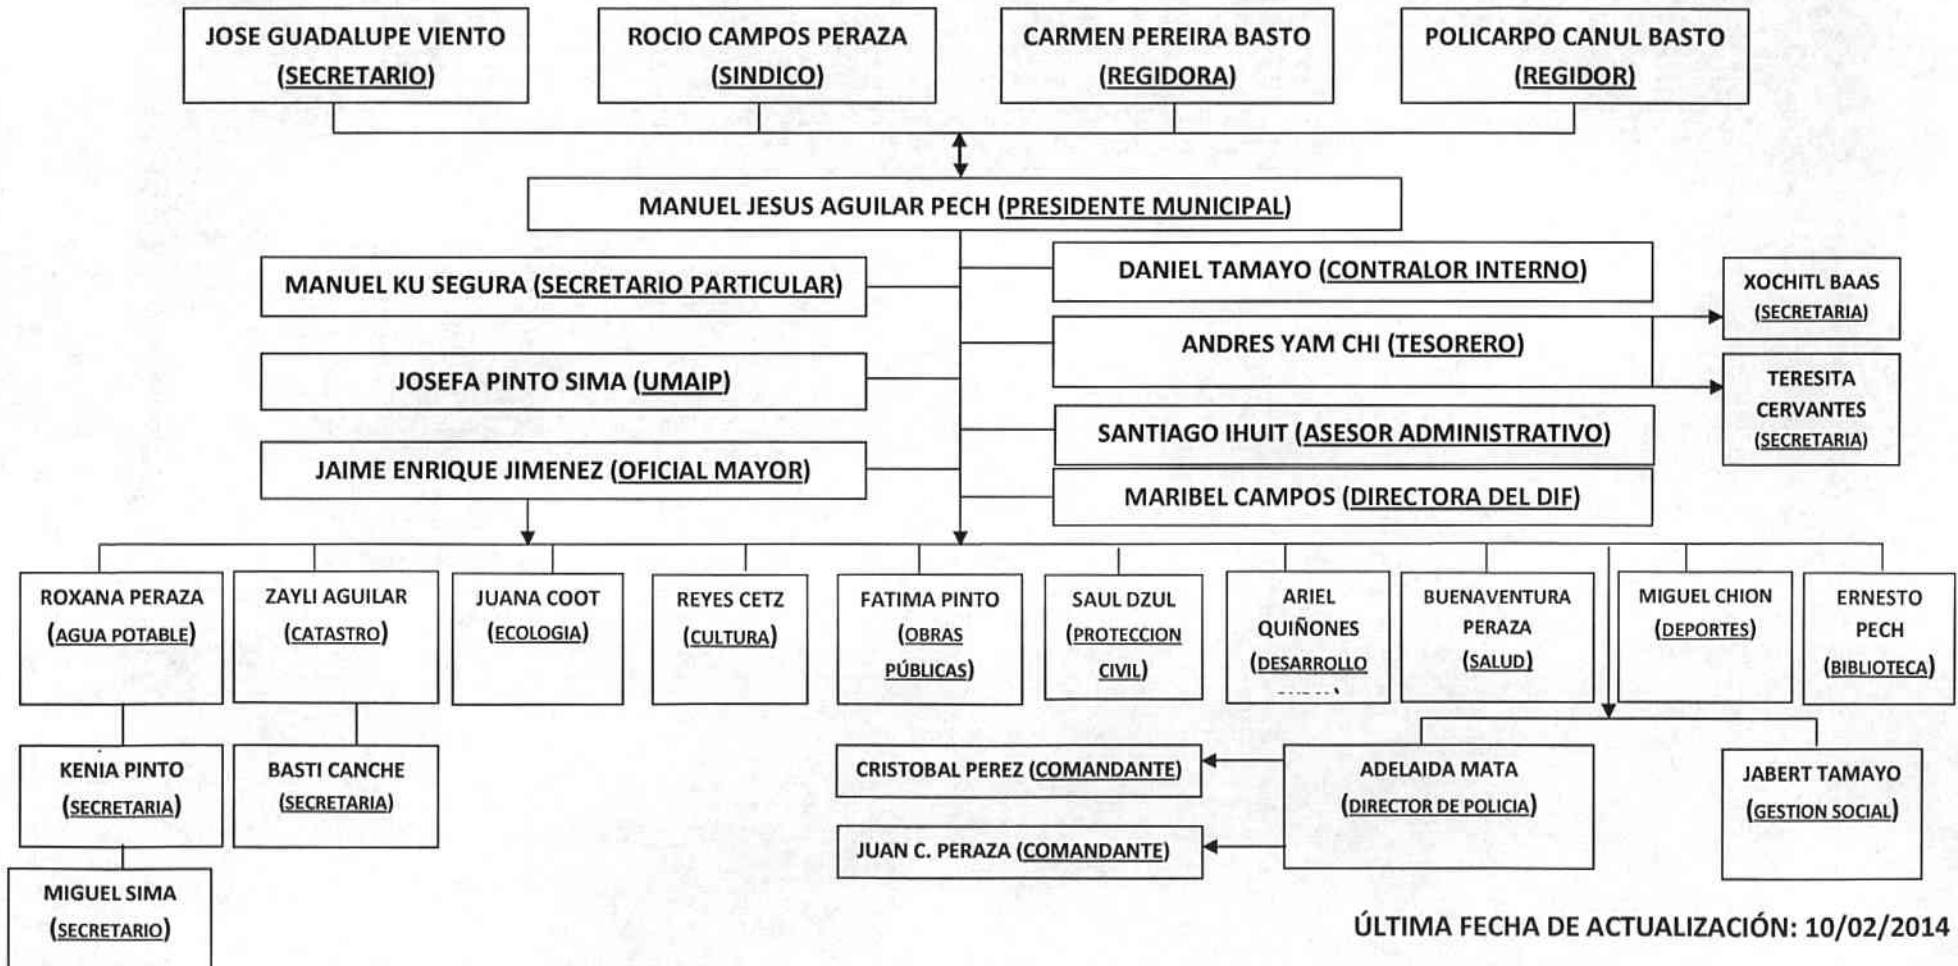 JOSE GUADALUPE VIENTO
(SECRETARIO)
ROCIO CAMPOS PERAZA
(SINDICO)
CARMEN PEREIRA BASTO
(REGIDORA)
POLICARPO CANUL BASTO
(REGIDOR)
MANUEL JESUS AGUILAR PECH (PRESIDENTE MUNICIPAL)
MANUEL KU SEGURA (SECRETARIO PARTICULAR)
DANIEL TAMAYO (CONTRALOR INTERNO)
XOCHITL BAAS
(SECRETARIA)
ANDRES YAM CHI (TESORERO)
JOSEFA PINTO SIMA (UMAIP)
TERESITA
CERVANTES
(SECRETARIA)
SANTIAGO IHUIT (ASESOR ADMINISTRATIVO)
JAIME ENRIQUE JIMENEZ (OFICIAL MAYOR)
MARIBEL CAMPOS (DIRECTORA DEL DIF)
ROXANA PERAZA
(AGUA POTABLE)
ZAYLI AGUILAR
(CATASTRO)
JUANA COOT
(ECOLOGIA)
REYES CETZ
(CULTURA)
FATIMA PINTO
(OBRAS
PÚBLICAS)
SAUL DZUL
(PROTECCION
CIVIL)
ARIEL
QUIÑONES
(DESARROLLO
BUENAVENTURA
PERAZA
(SALUD)
MIGUEL CHION
(DEPORTES)
ERNESTO
PECH
(BIBLIOTECA)
KENIA PINTO
(SECRETARIA)
BASTI CANCHE
(SECRETARIA)
CRISTOBAL PEREZ (COMANDANTE)
ADELAIDA MATA
(DIRECTOR DE POLICIA)
JABERT TAMAYO
(GESTION SOCIAL)
JUAN C. PERAZA (COMANDANTE)
MIGUEL SIMA
(SECRETARIO)
ÚLTIMA FECHA DE ACTUALIZACIÓN: 10/02/2014